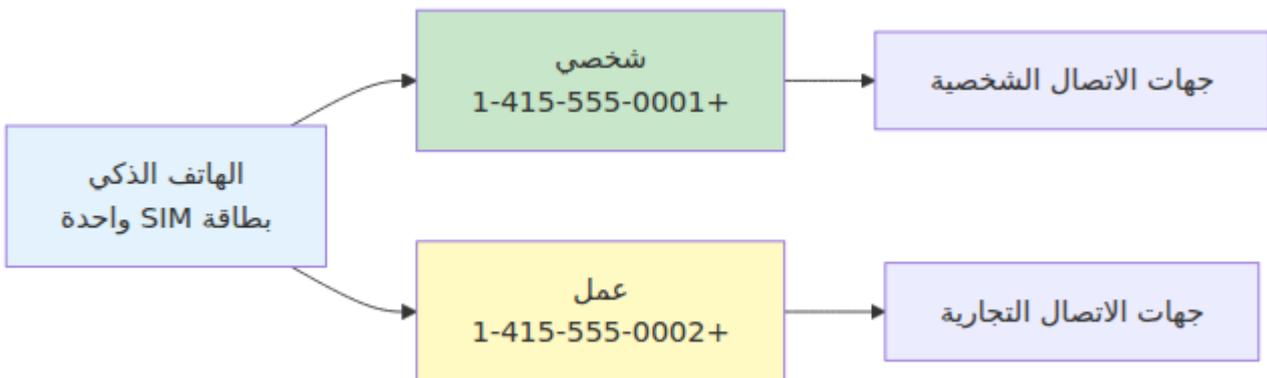 الهاتف الذكي
بطاقة SIM واحدة
شخصي
1-415-555-0001+
جهات الاتصال الشخصية
عمل
1-415-555-0002+
جهات الاتصال التجارية